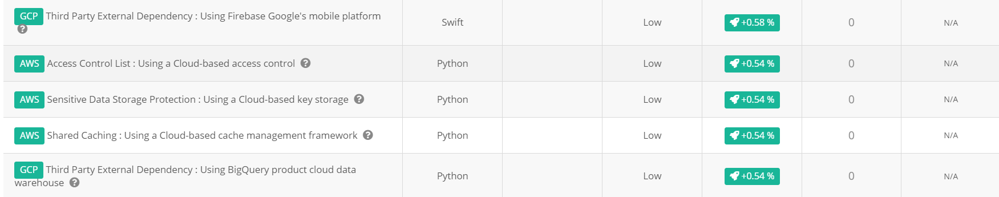 GCP Third Party External Dependency : Using Firebase Google's mobile platform
?
Swift
Low
+0.58 %
0
N/A
AWS Access Control List : Using a Cloud-based access control ?
Python
Low
+0.54 %
0
N/A
AWS Sensitive Data Storage Protection : Using a Cloud-based key storage ?
Python
Low
+0.54 %
0
N/A
AWS Shared Caching : Using a Cloud-based cache management framework ?
Python
Low
+0.54 %
0
N/A
GCP Third Party External Dependency : Using BigQuery product cloud data
warehouse ?
Python
Low
+0.54 %
0
N/A